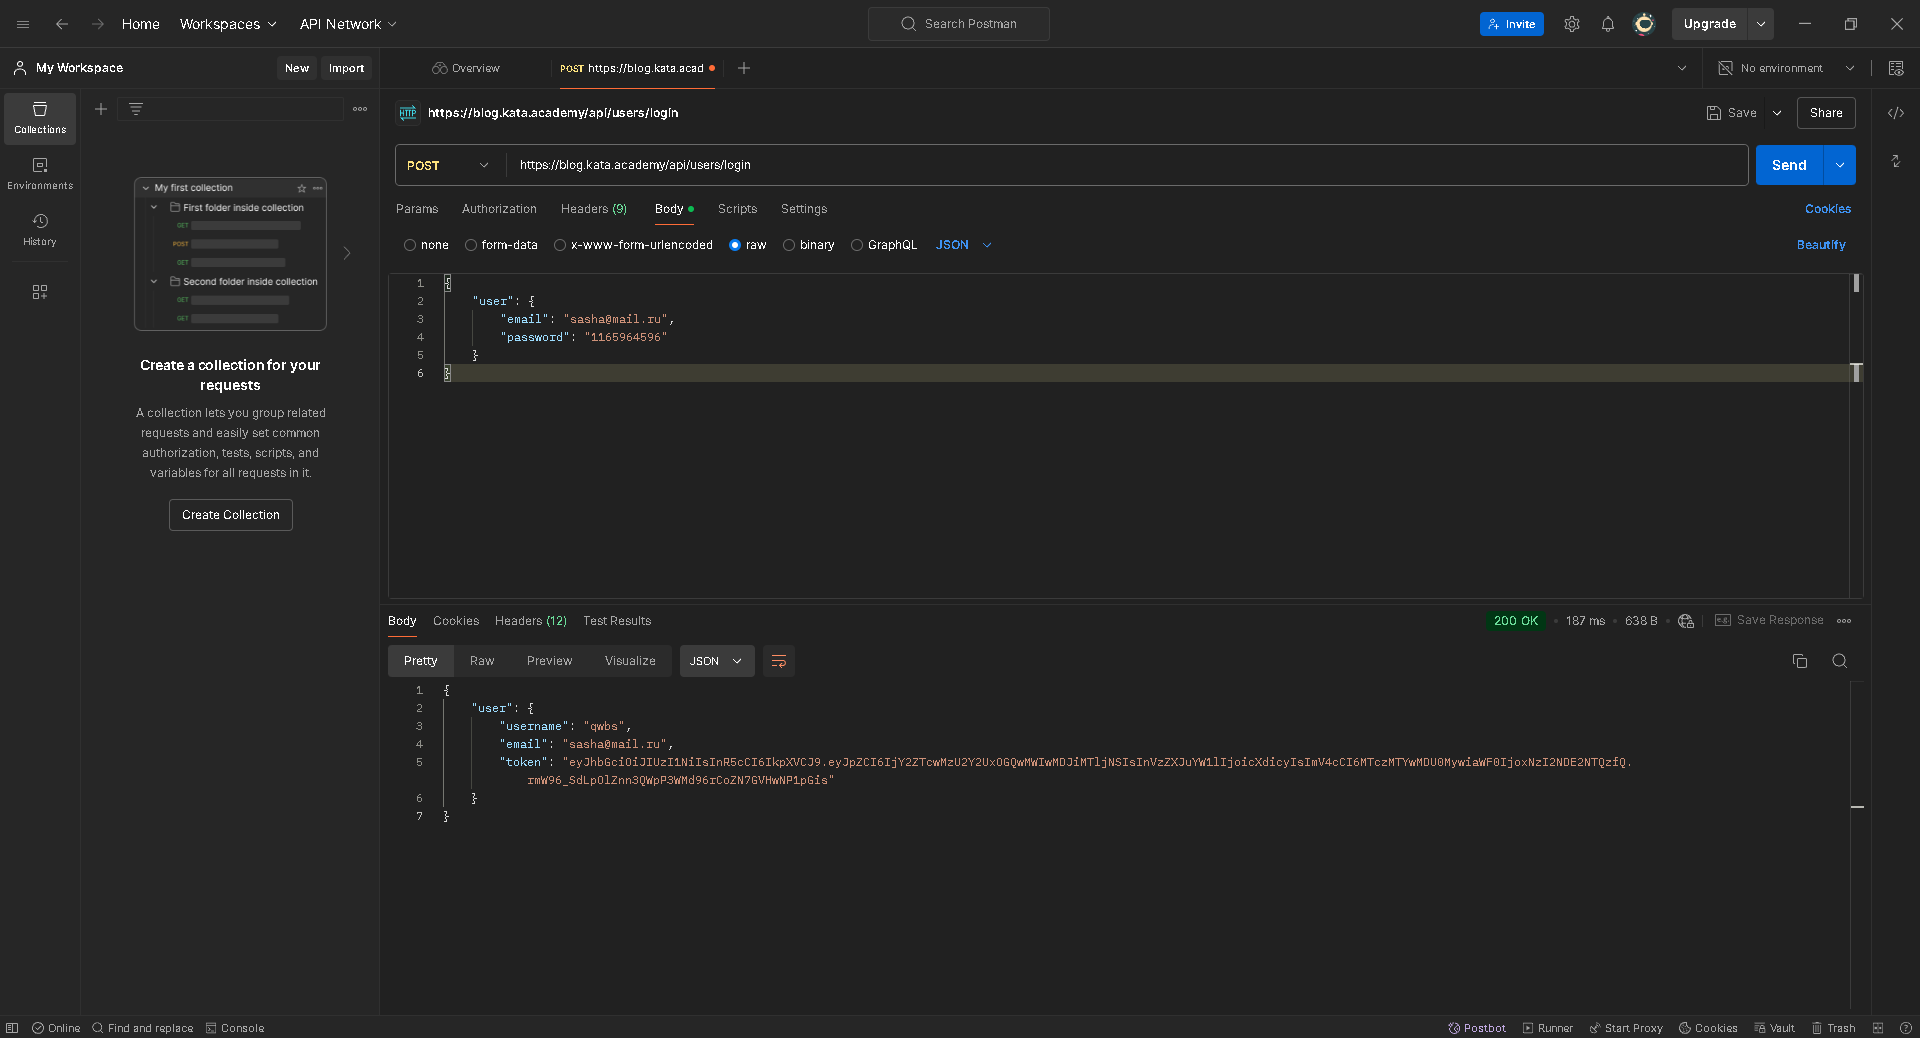 Home Workspaces API Network Search Postman Invite Upgrade
My Workspace New Import Overview POST https://blog.kata.acad No environment
Collections
Environments
History
My first collection
First folder inside collection
GET
POST
GET
Second folder inside collection
GET
GET
Create a collection for your
requests
A collection lets you group related
requests and easily set common
authorization, tests, scripts, and
variables for all requests in it.
Create Collection
HTTP https://blog.kata.academy/api/users/login Save Share
POST https://blog.kata.academy/api/users/login Send
Params Authorization Headers (9) Body Scripts Settings Cookies
none form-data x-www-form-urlencoded raw binary GraphQL JSON Beautify
1 {
2 "user": {
3 "email": "sasha@mail.ru",
4 "password": "1165964596"
5 }
6 }
Body Cookies Headers (12) Test Results 200 OK 187 ms 638 B Save Response
Pretty Raw Preview Visualize JSON
1 {
2 "user": {
3 "username": "qwbs",
4 "email": "sasha@mail.ru",
5 "token": "eyJhbGciOiJIUzI1NiIsInR5cCI6IkpXVCJ9.eyJpZCI6IjY2ZTcwMzU2Y2UxOGQwMWIwMDJiMTljNSIsInVzZXJuYW1lIjoicXdicyIsImV4cCI6MTczMTYwMDU0MywiaWF0IjoxNzI2NDE2NTQzfQ.
rmW96_SdLpOlZnn3QWpP3WMd96rCoZN7GVHwNP1pGis"
6 }
7 }
Online Find and replace Console Postbot Runner Start Proxy Cookies Vault Trash